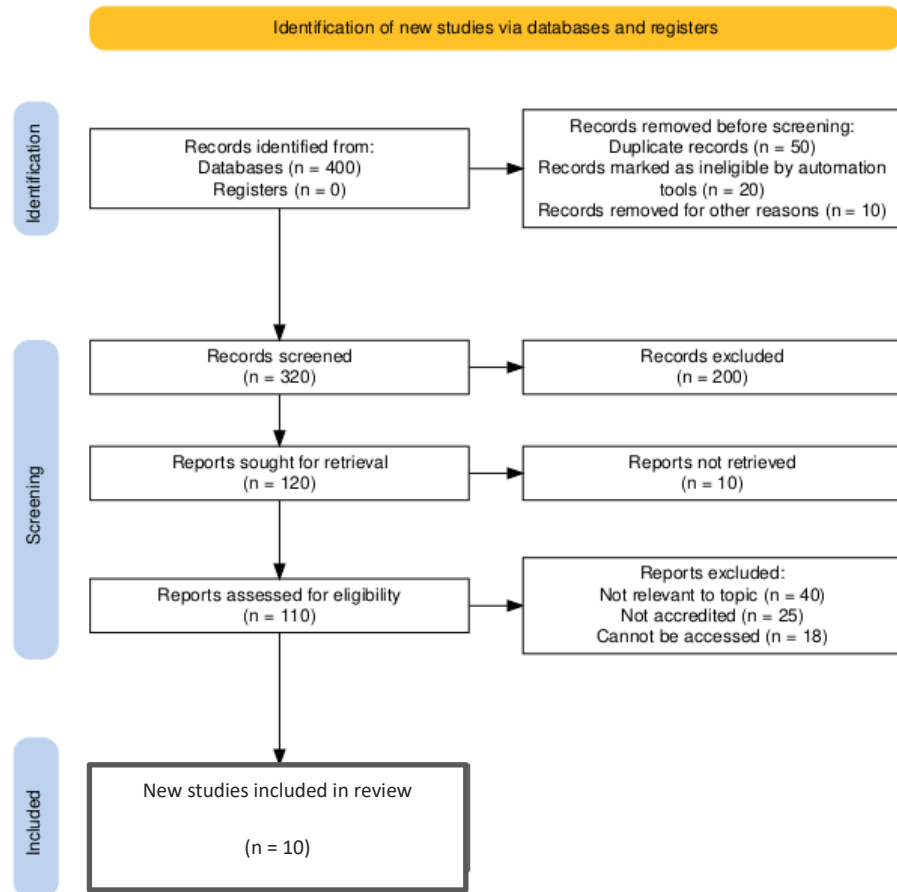 Identification of new studies via databases and registers
Identification
Records identified from:
Databases (n = 400)
Registers (n = 0)
Records removed before screening:
Duplicate records (n = 50)
Records marked as ineligible by automation
tools (n = 20)
Records removed for other reasons (n = 10)
Screening
Records screened
(n = 320)
Records excluded
(n = 200)
Reports sought for retrieval
(n = 120)
Reports not retrieved
(n = 10)
Reports assessed for eligibility
(n = 110)
Reports excluded:
Not relevant to topic (n = 40)
Not accredited (n = 25)
Cannot be accessed (n = 18)
Included
New studies included in review
(n = 10)